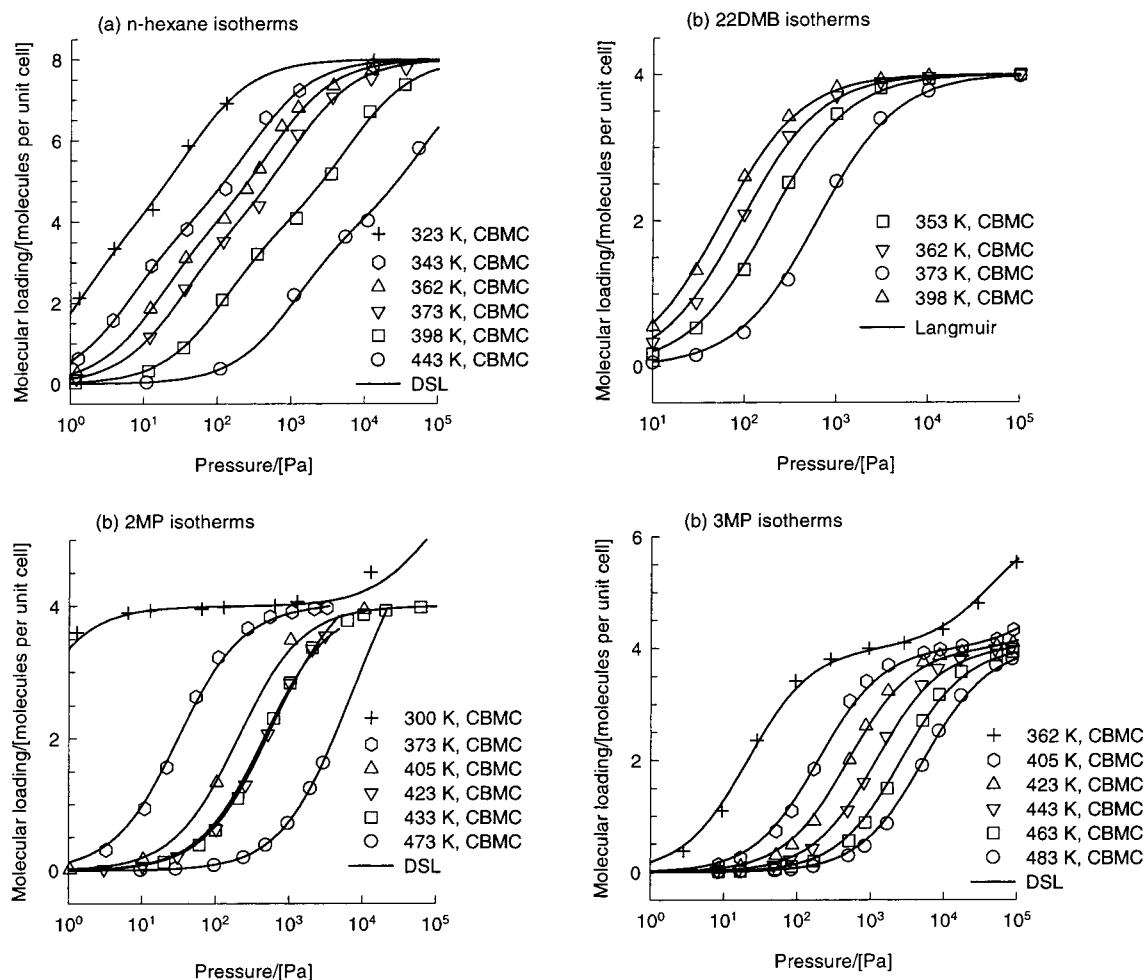 (a) n-hexane isotherms
Molecular loading/[molecules per unit cell]
8
6
4
2
0
+ 323 K, CBMC
343 K, CBMC
362 K, CBMC
373 K, CBMC
398 K, CBMC
443 K, CBMC
DSL
10⁰ 10¹ 10² 10³ 10⁴ 10⁵
Pressure/[Pa]
(b) 22DMB isotherms
Molecular loading/[molecules per unit cell]
4
2
0
353 K, CBMC
362 K, CBMC
373 K, CBMC
398 K, CBMC
Langmuir
10¹ 10² 10³ 10⁴ 10⁵
Pressure/[Pa]
(b) 2MP isotherms
Molecular loading/[molecules per unit cell]
4
2
0
+ 300 K, CBMC
373 K, CBMC
405 K, CBMC
423 K, CBMC
433 K, CBMC
473 K, CBMC
DSL
10⁰ 10¹ 10² 10³ 10⁴ 10⁵
Pressure/[Pa]
(b) 3MP isotherms
Molecular loading/[molecules per unit cell]
6
4
2
0
+ 362 K, CBMC
405 K, CBMC
423 K, CBMC
443 K, CBMC
463 K, CBMC
483 K, CBMC
DSL
10⁰ 10¹ 10² 10³ 10⁴ 10⁵
Pressure/[Pa]